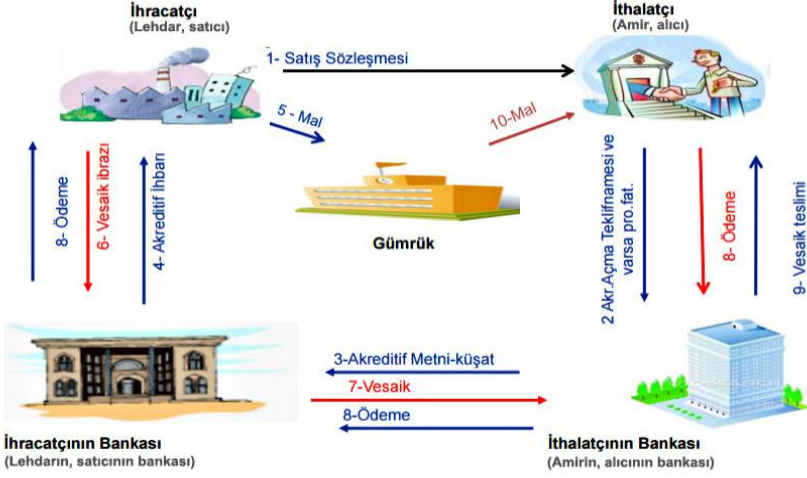 İhracatçı
(Lehdar, satıcı)
İthalatçı
(Amir, alıcı)
1- Satış Sözleşmesi
5 - Mal
10-Mal
Gümrük
8- Ödeme
6- Vesaik ibrazı
4- Akreditif İhbarı
2 Akr.Açma Teklifnamesi ve
varsa pro.fat.
8- Ödeme
9- Vesaik teslimi
3-Akreditif Metni-küşat
7-Vesaik
8-Ödeme
İhracatçının Bankası
(Lehdarın, satıcının bankası)
İthalatçının Bankası
(Amirin, alıcının bankası)